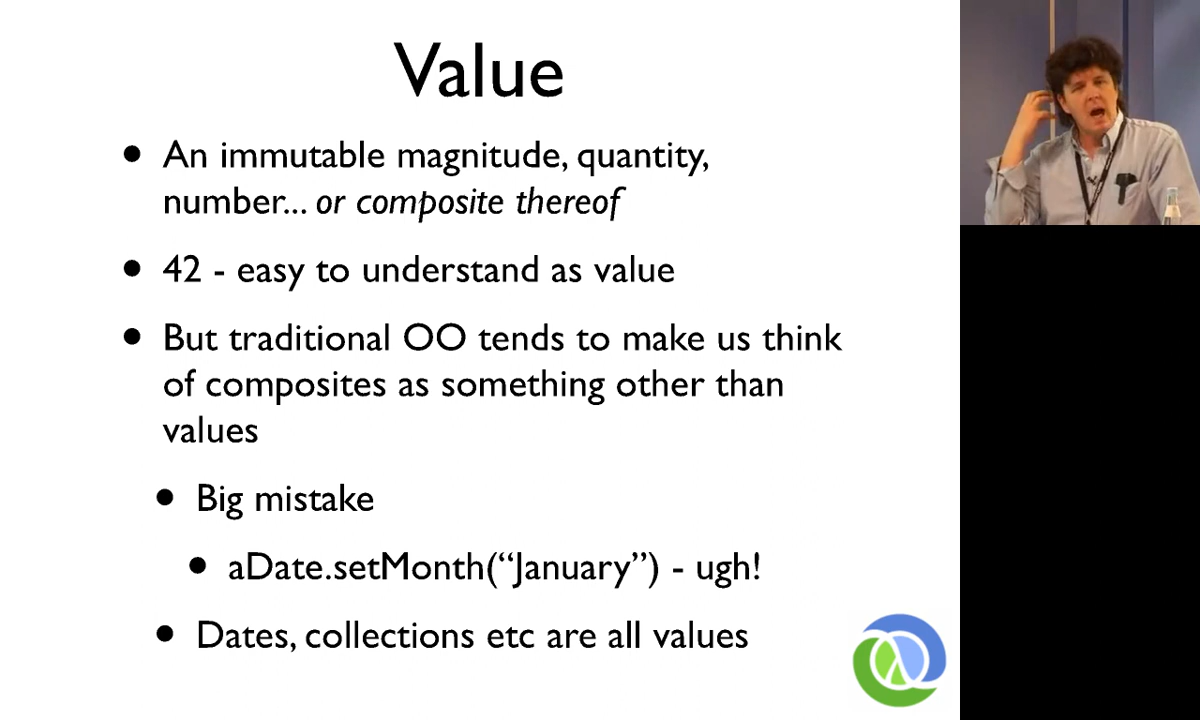 Value
• An immutable magnitude, quantity,
number... or composite thereof
• 42 - easy to understand as value
• But traditional OO tends to make us think
of composites as something other than
values
• Big mistake
• aDate.setMonth(“January”) - ugh!
• Dates, collections etc are all values